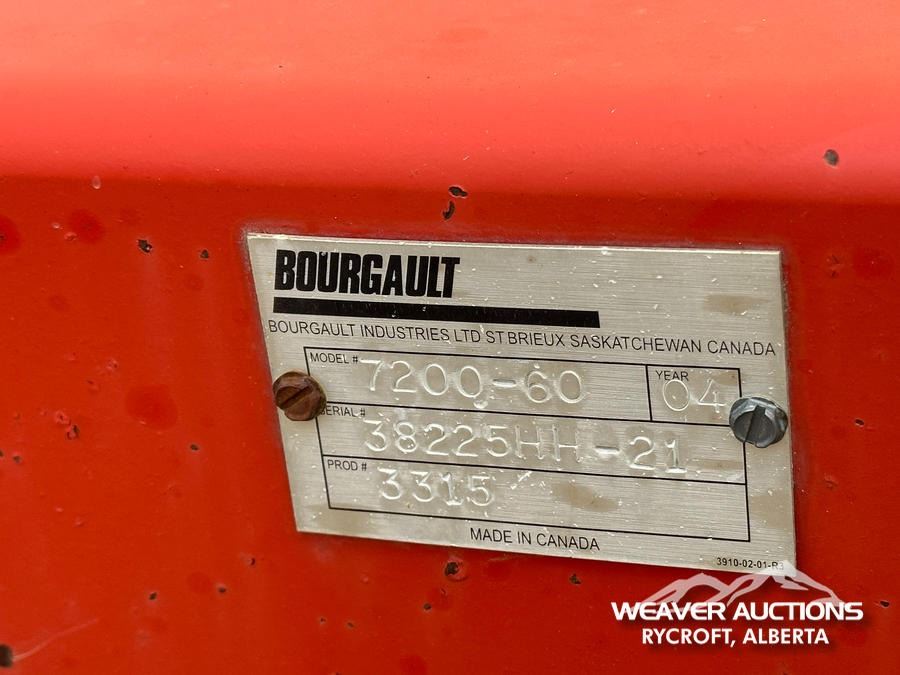 BOURGAULT
BOURGAULT INDUSTRIES LTD ST BRIEUX SASKATCHEWAN CANADA
MODEL # 7200-60 YEAR 04
SERIAL # 38225HH-21
PROD # 3315
MADE IN CANADA
3910-02-01-R3
WEAVER AUCTIONS
RYCROFT, ALBERTA